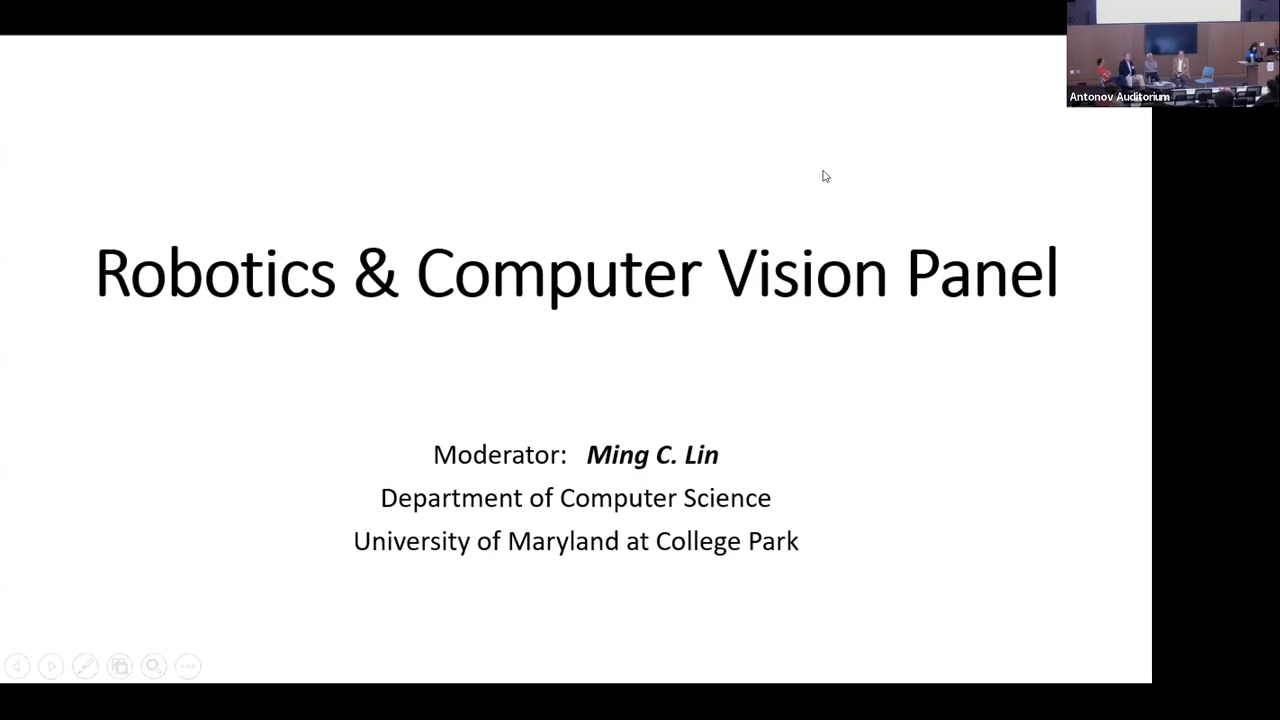 Antonov Auditorium
Robotics & Computer Vision Panel
Moderator: Ming C. Lin
Department of Computer Science
University of Maryland at College Park